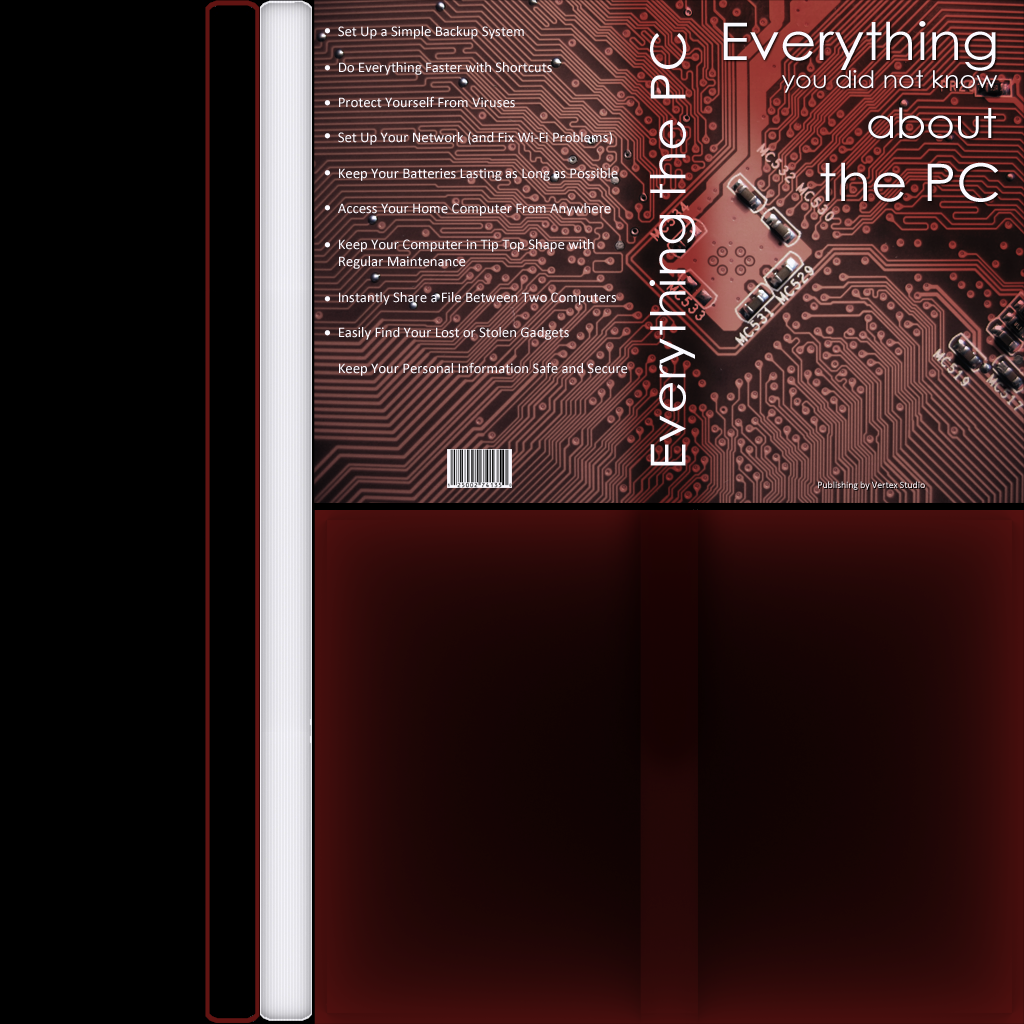 • Set Up a Simple Backup System
• Do Everything Faster with Shortcuts
• Protect Yourself From Viruses
• Set Up Your Network (and Fix Wi-Fi Problems)
• Keep Your Batteries Lasting as Long as Possible
• Access Your Home Computer From Anywhere
• Keep Your Computer in Tip Top Shape with
Regular Maintenance
• Instantly Share a File Between Two Computers
• Easily Find Your Lost or Stolen Gadgets
Keep Your Personal Information Safe and Secure
Everything the PC
Everything
you did not know
about
the PC
MC532
MC530
MC529
MC531
MC533
MC519
MC517
Publishing by Vertex Studio